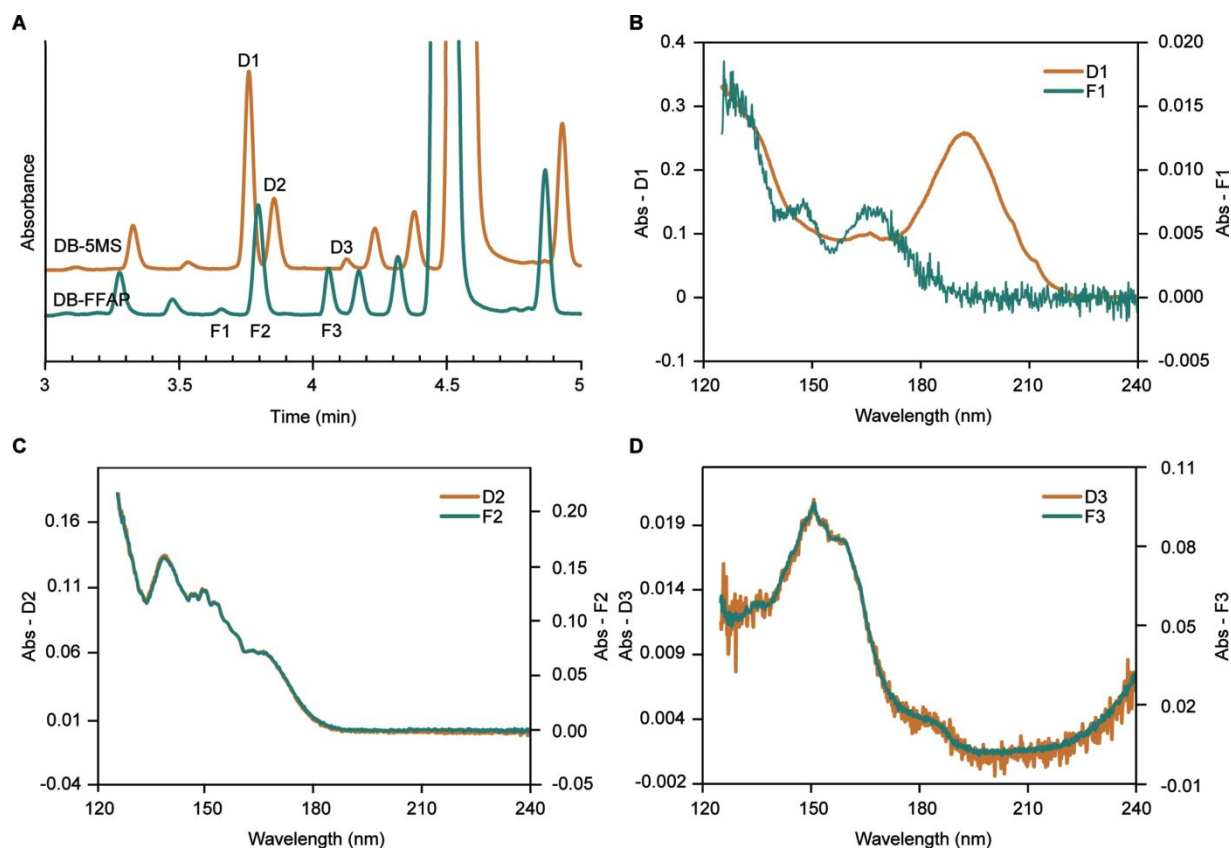 A
D1
D2
D3
DB-5MS
DB-FFAP
F1
F2
F3
Absorbance
3
3.5
4
4.5
5
Time (min)
B
D1
F1
0.4
0.3
0.2
0.1
0
-0.1
Abs - D1
0.020
0.015
0.010
0.005
0.000
-0.005
Abs - F1
120
150
180
210
240
Wavelength (nm)
C
D2
F2
0.16
0.11
0.06
0.01
-0.04
Abs - D2
0.20
0.15
0.10
0.05
0.00
-0.05
Abs - F2
120
150
180
210
240
Wavelength (nm)
D
D3
F3
0.019
0.014
0.009
0.004
-0.002
Abs - D3
0.11
0.08
0.05
0.02
-0.01
Abs - F3
120
150
180
210
240
Wavelength (nm)